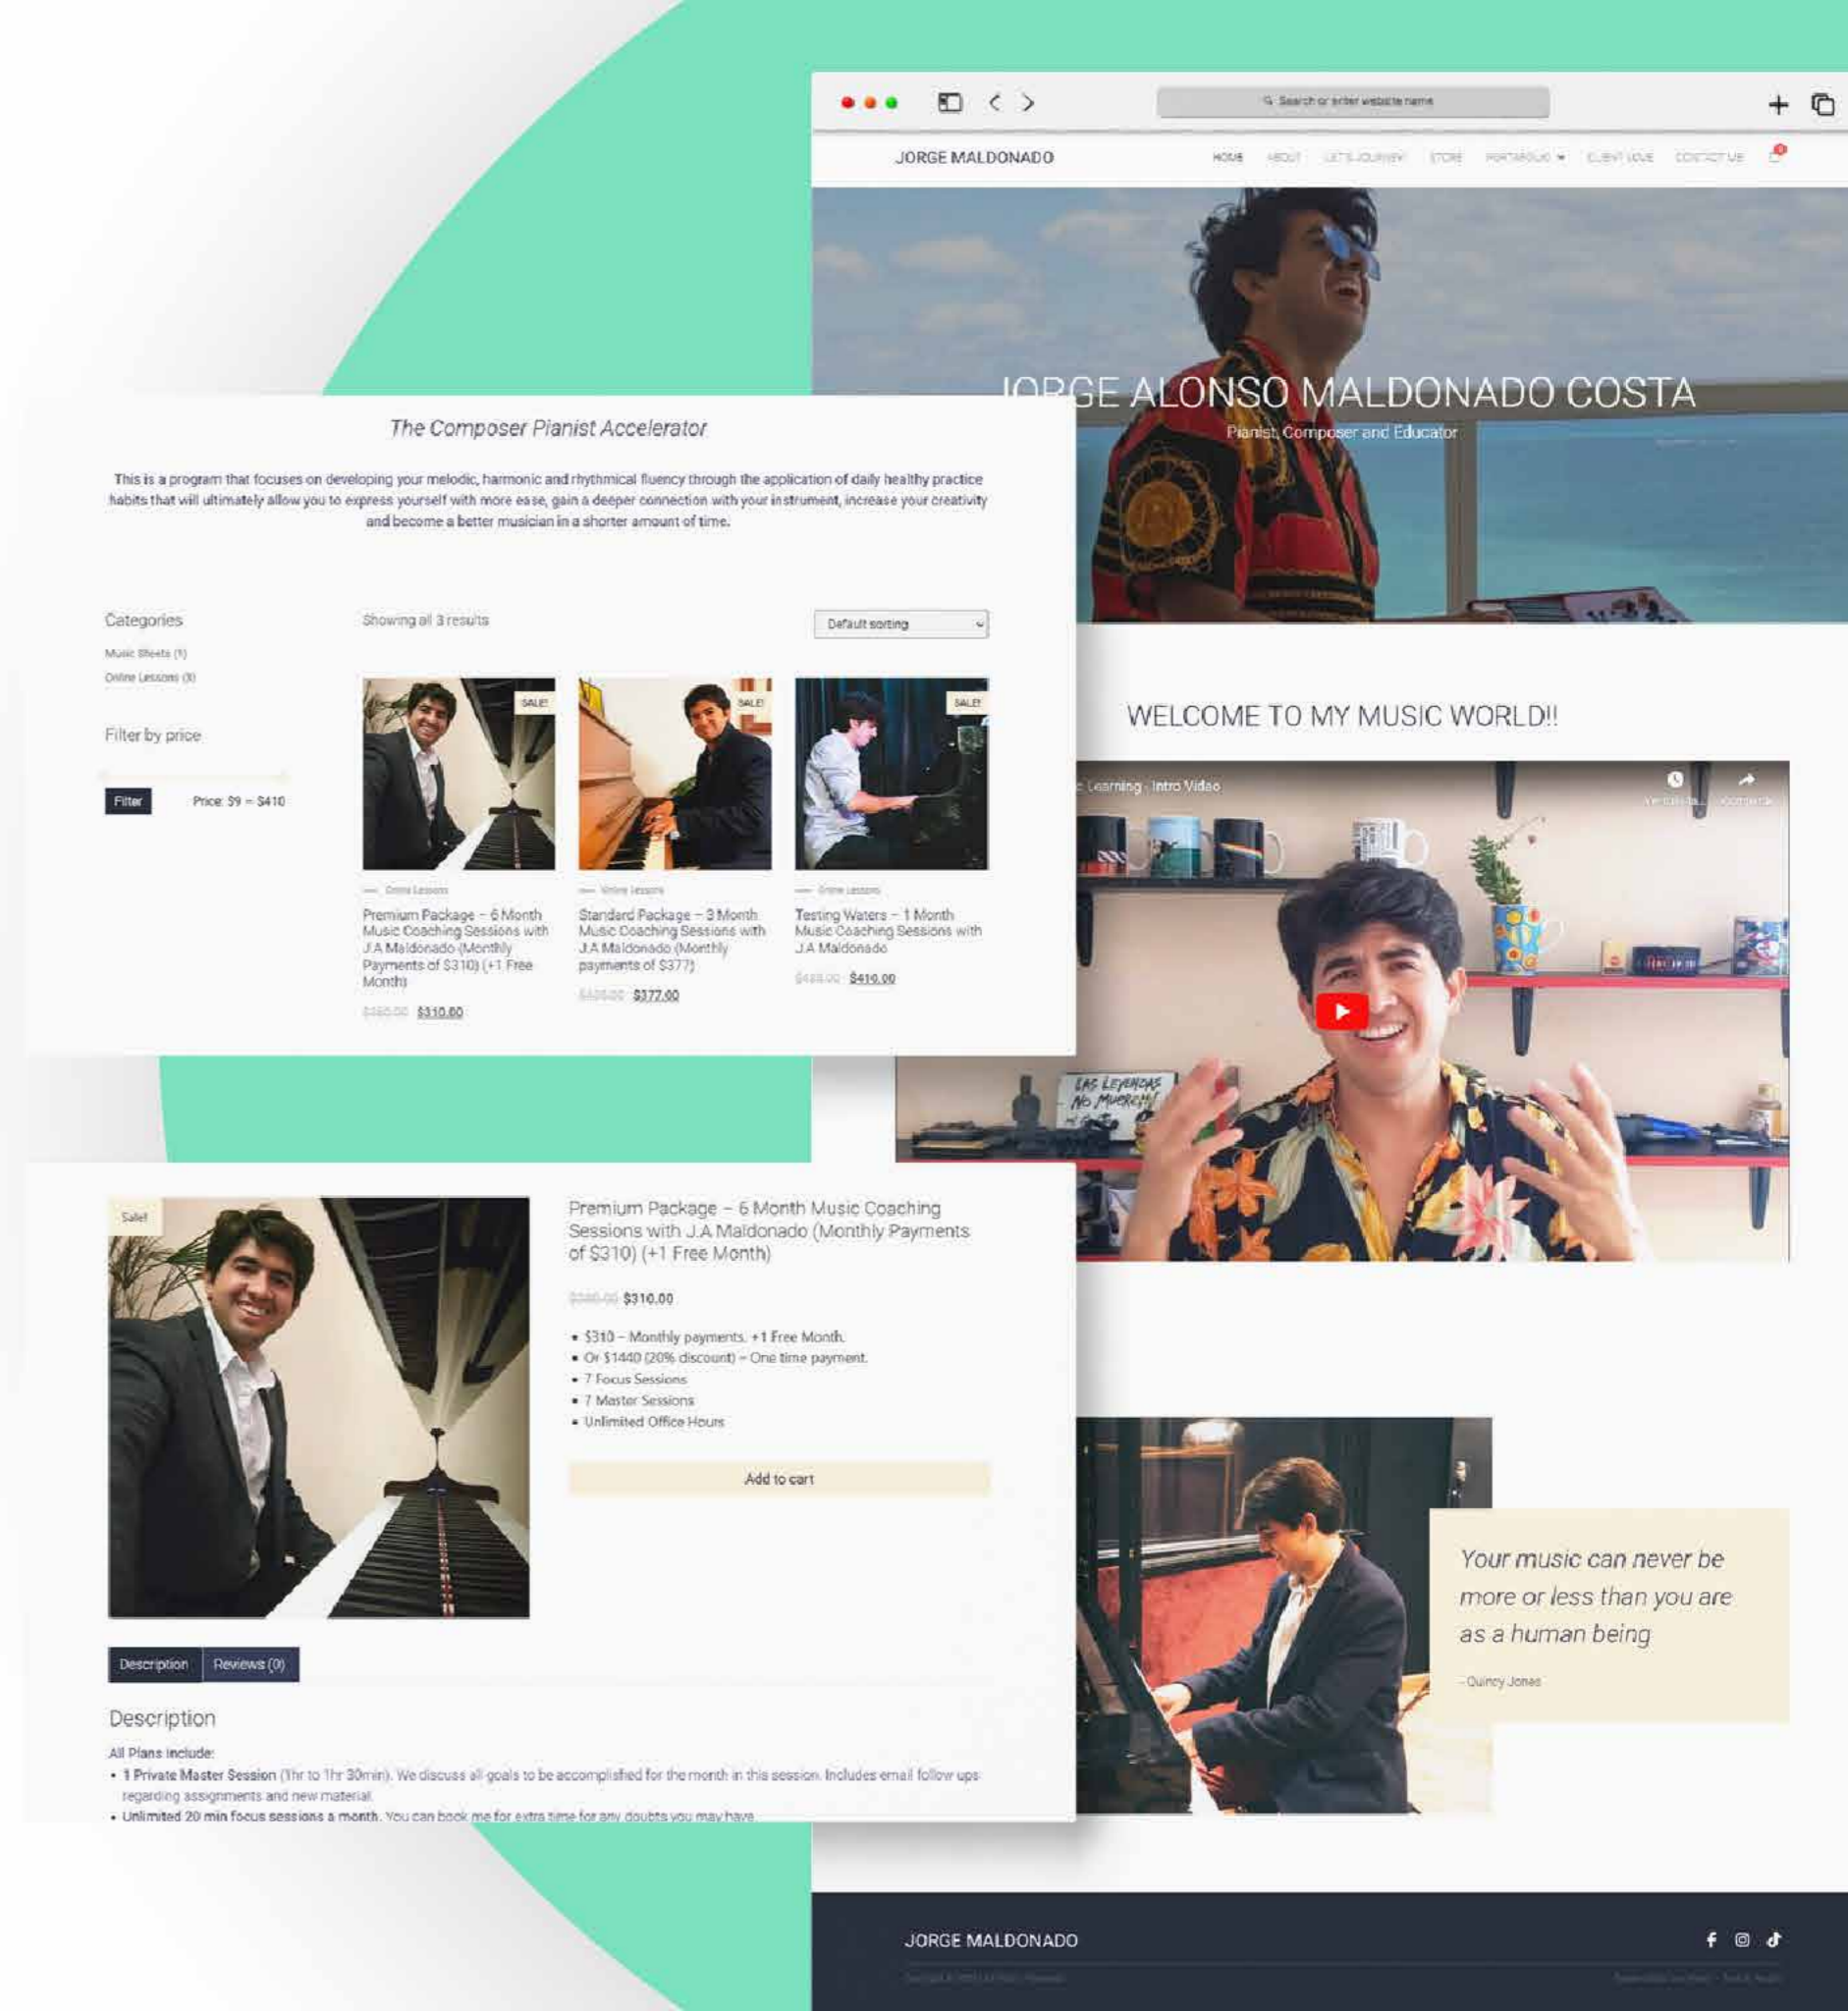 Search or enter website name
JORGE MALDONADO
HOME ABOUT LET'S JOURNEY! STORE PORTAFOLIO CLIENT LOVE CONTACT ME
JORGE ALONSO MALDONADO COSTA
Pianist, Composer and Educator
The Composer Pianist Accelerator
This is a program that focuses on developing your melodic, harmonic and rhythmical fluency through the application of daily healthy practice
habits that will ultimately allow you to express yourself with more ease, gain a deeper connection with your instrument, increase your creativity
and become a better musician in a shorter amount of time.
Categories
Music Sheets (1)
Online Lessons (3)
Filter by price
Filter
Price: $9 — $410
Showing all 3 results
Default sorting
SALE!
Online Lessons
Premium Package – 6 Month
Music Coaching Sessions with
J.A Maldonado (Monthly
Payments of $310) (+1 Free
Month)
$310.00
SALE!
Online Lessons
Standard Package – 3 Month
Music Coaching Sessions with
J.A Maldonado (Monthly
payments of $377)
$377.00
SALE!
Online Lessons
Testing Waters – 1 Month
Music Coaching Sessions with
J.A Maldonado
$410.00
WELCOME TO MY MUSIC WORLD!!
Learning - Intro Video
LAS LEYENDAS
NO MUEREN!
Sale!
Premium Package – 6 Month Music Coaching
Sessions with J.A Maldonado (Monthly Payments
of $310) (+1 Free Month)
$310.00
• $310 – Monthly payments. +1 Free Month.
• Or $1440 (20% discount) – One time payment.
• 7 Focus Sessions
• 7 Master Sessions
• Unlimited Office Hours
Add to cart
Description
Reviews (0)
Description
All Plans include:
• 1 Private Master Session (1hr to 1hr 30min). We discuss all goals to be accomplished for the month in this session. Includes email follow ups
regarding assignments and new material.
• Unlimited 20 min focus sessions a month. You can book me for extra time for any doubts you may have
Your music can never be
more or less than you are
as a human being
- Quincy Jones
JORGE MALDONADO